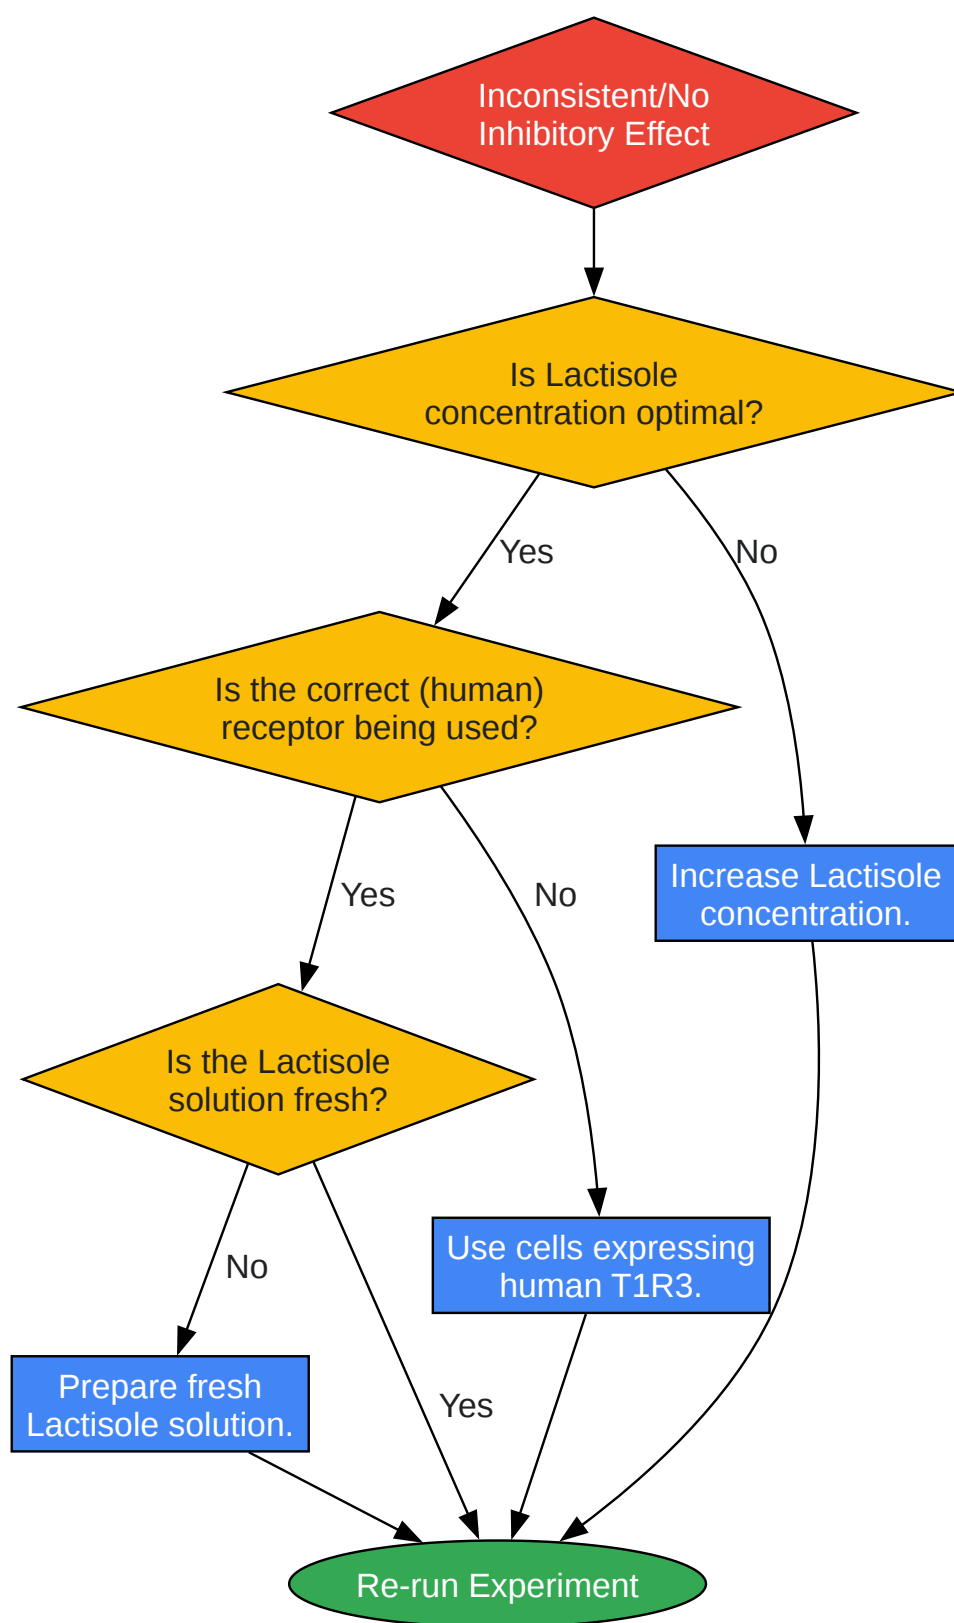 Inconsistent/No
Inhibitory Effect
Is Lactisole
concentration optimal?
Yes
No
Is the correct (human)
receptor being used?
Yes
No
Increase Lactisole
concentration.
Is the Lactisole
solution fresh?
No
Yes
Use cells expressing
human T1R3.
Prepare fresh
Lactisole solution.
Re-run Experiment